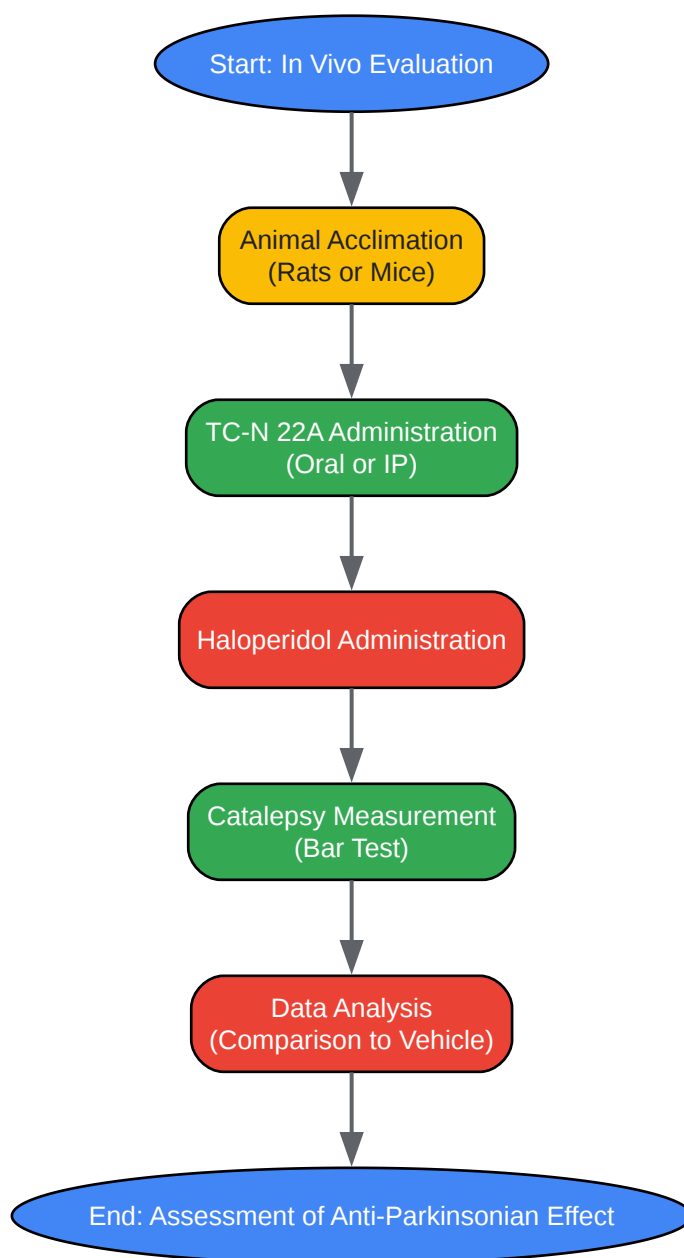 Start: In Vivo Evaluation
Animal Acclimation
(Rats or Mice)
TC-N 22A Administration
(Oral or IP)
Haloperidol Administration
Catalepsy Measurement
(Bar Test)
Data Analysis
(Comparison to Vehicle)
End: Assessment of Anti-Parkinsonian Effect